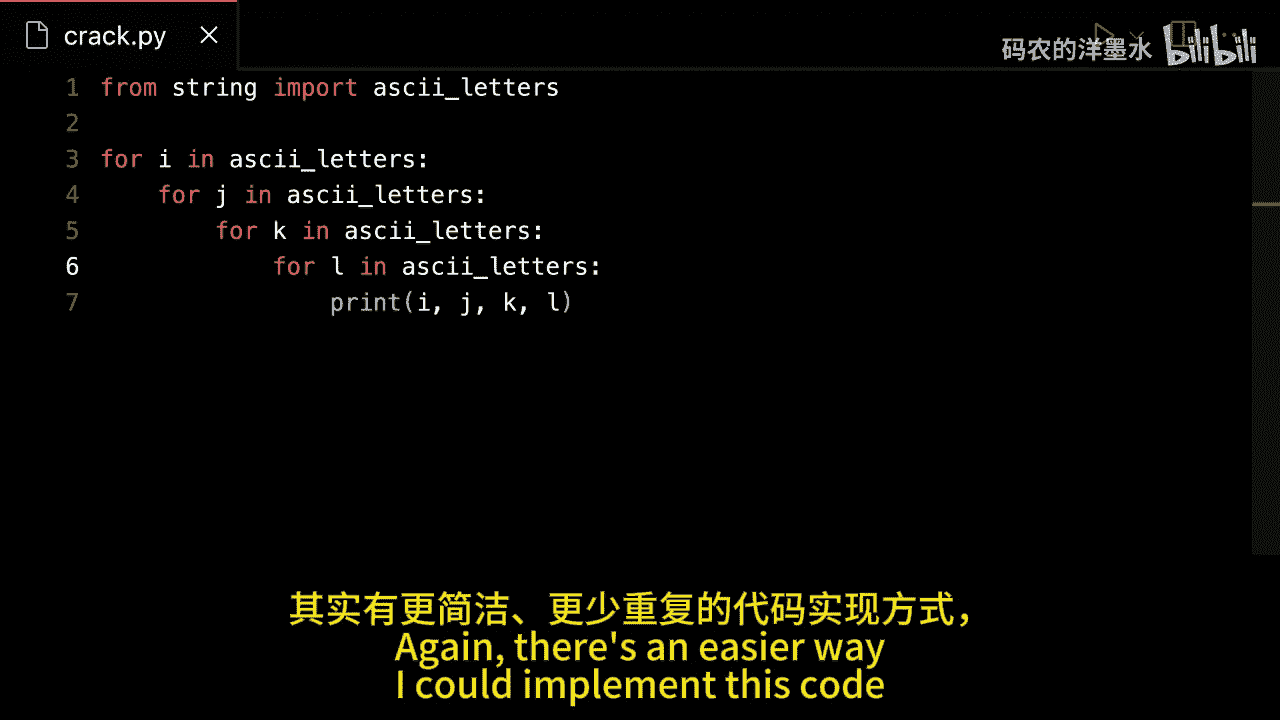 crack.py
码农的洋墨水 bilibili
1 from string import ascii_letters
2
3 for i in ascii_letters:
4     for j in ascii_letters:
5         for k in ascii_letters:
6             for l in ascii_letters:
7                 print(i, j, k, l)
其实有更简洁、更少重复的代码实现方式，
Again, there's an easier way
I could implement this code